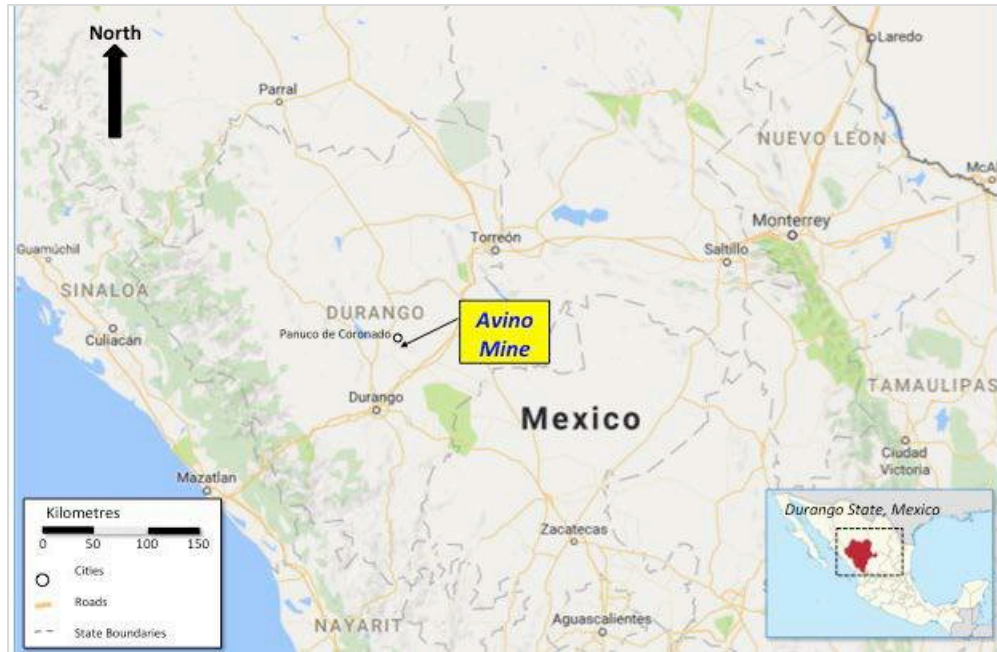 North
Laredo
Parral
NUEVO LEON
McAl
Monterrey
Torreón
Saltillo
Guamúchil
SINALOA
DURANGO
Avino
Mine
Panuco de Coronado
Culiacán
TAMAULIPAS
Durango
Mexico
Ciudad
Victoria
Mazatlan
Kilometres
0 50 100 150
Cities
Roads
State Boundaries
Durango State, Mexico
Zacatecas
Aguascalientes
NAYARIT